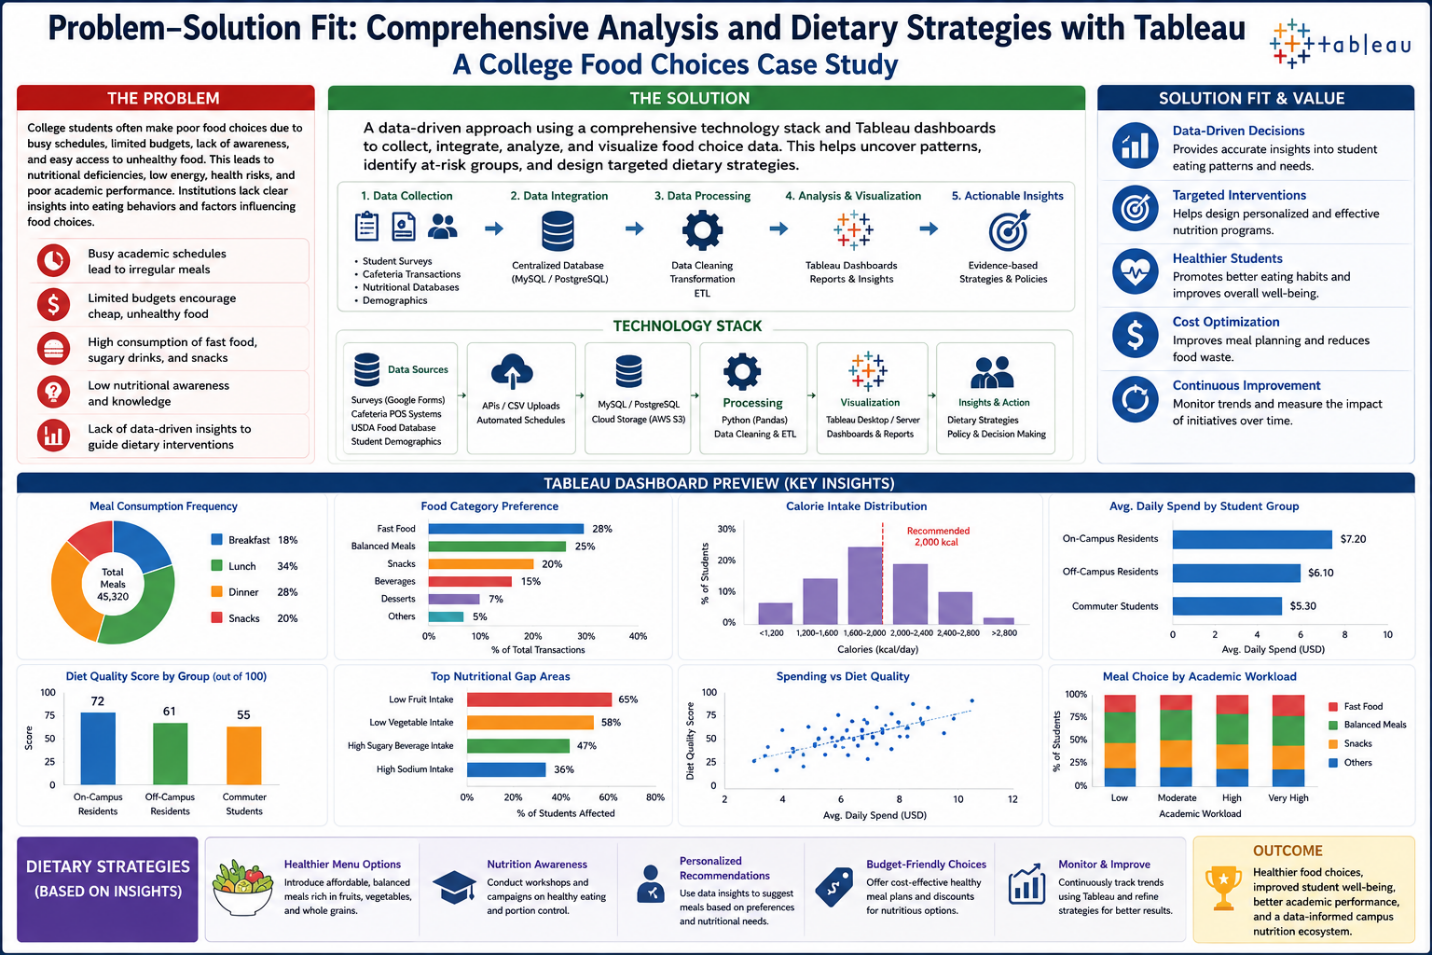 Problem–Solution Fit: Comprehensive Analysis and Dietary Strategies with Tableau
A College Food Choices Case Study
+tableau
THE PROBLEM
College students often make poor food choices due to
busy schedules, limited budgets, lack of awareness,
and easy access to unhealthy food. This leads to
nutritional deficiencies, low energy, health risks, and
poor academic performance. Institutions lack clear
insights into eating behaviors and factors influencing
food choices.
Busy academic schedules
lead to irregular meals
Limited budgets encourage
cheap, unhealthy food
High consumption of fast food,
sugary drinks, and snacks
Low nutritional awareness
and knowledge
Lack of data-driven insights to
guide dietary interventions
THE SOLUTION
A data-driven approach using a comprehensive technology stack and Tableau dashboards
to collect, integrate, analyze, and visualize food choice data. This helps uncover patterns,
identify at-risk groups, and design targeted dietary strategies.
1. Data Collection
• Student Surveys
• Cafeteria Transactions
• Nutritional Databases
• Demographics
2. Data Integration
Centralized Database
(MySQL / PostgreSQL)
3. Data Processing
Data Cleaning
Transformation
ETL
4. Analysis & Visualization
Tableau Dashboards
Reports & Insights
5. Actionable Insights
Evidence-based
Strategies & Policies
TECHNOLOGY STACK
Data Sources
Surveys (Google Forms)
Cafeteria POS Systems
USDA Food Database
Student Demographics
APIs / CSV Uploads
Automated Schedules
MySQL / PostgreSQL
Cloud Storage (AWS S3)
Processing
Python (Pandas)
Data Cleaning & ETL
Visualization
Tableau Desktop / Server
Dashboards & Reports
Insights & Action
Dietary Strategies
Policy & Decision Making
SOLUTION FIT & VALUE
Data-Driven Decisions
Provides accurate insights into student
eating patterns and needs.
Targeted Interventions
Helps design personalized and effective
nutrition programs.
Healthier Students
Promotes better eating habits and
improves overall well-being.
Cost Optimization
Improves meal planning and reduces
food waste.
Continuous Improvement
Monitor trends and measure the impact
of initiatives over time.
TABLEAU DASHBOARD PREVIEW (KEY INSIGHTS)
Meal Consumption Frequency
Total
Meals
45,320
Breakfast 18%
Lunch 34%
Dinner 28%
Snacks 20%
Food Category Preference
Fast Food 28%
Balanced Meals 25%
Snacks 20%
Beverages 15%
Desserts 7%
Others 5%
0% 10% 20% 30% 40%
% of Total Transactions
Calorie Intake Distribution
% of Students
30%
20%
10%
0%
Recommended
2,000 kcal
<1,200 1,200–1,600 1,600–2,000 2,000–2,400 2,400–2,800 >2,800
Calories (kcal/day)
Avg. Daily Spend by Student Group
On-Campus Residents $7.20
Off-Campus Residents $6.10
Commuter Students $5.30
0 2 4 6 8 10
Avg. Daily Spend (USD)
Diet Quality Score by Group (out of 100)
Score
100
75
50
25
0
72
61
55
On-Campus
Residents
Off-Campus
Residents
Commuter
Students
Top Nutritional Gap Areas
Low Fruit Intake 65%
Low Vegetable Intake 58%
High Sugary Beverage Intake 47%
High Sodium Intake 36%
0% 20% 40% 60% 80%
% of Students Affected
Spending vs Diet Quality
Diet Quality Score
100
75
50
25
0
2 4 6 8 10 12
Avg. Daily Spend (USD)
Meal Choice by Academic Workload
% of Students
100%
75%
50%
25%
0%
Low Moderate High Very High
Academic Workload
Fast Food
Balanced Meals
Snacks
Others
DIETARY STRATEGIES
(BASED ON INSIGHTS)
Healthier Menu Options
Introduce affordable, balanced
meals rich in fruits, vegetables,
and whole grains.
Nutrition Awareness
Conduct workshops and
campaigns on healthy eating
and portion control.
Personalized
Recommendations
Use data insights to suggest
meals based on preferences
and nutritional needs.
Budget-Friendly Choices
Offer cost-effective healthy
meal plans and discounts
for nutritious options.
Monitor & Improve
Continuously track trends
using Tableau and refine
strategies for better results.
OUTCOME
Healthier food choices,
improved student well-being,
better academic performance,
and a data-informed campus
nutrition ecosystem.